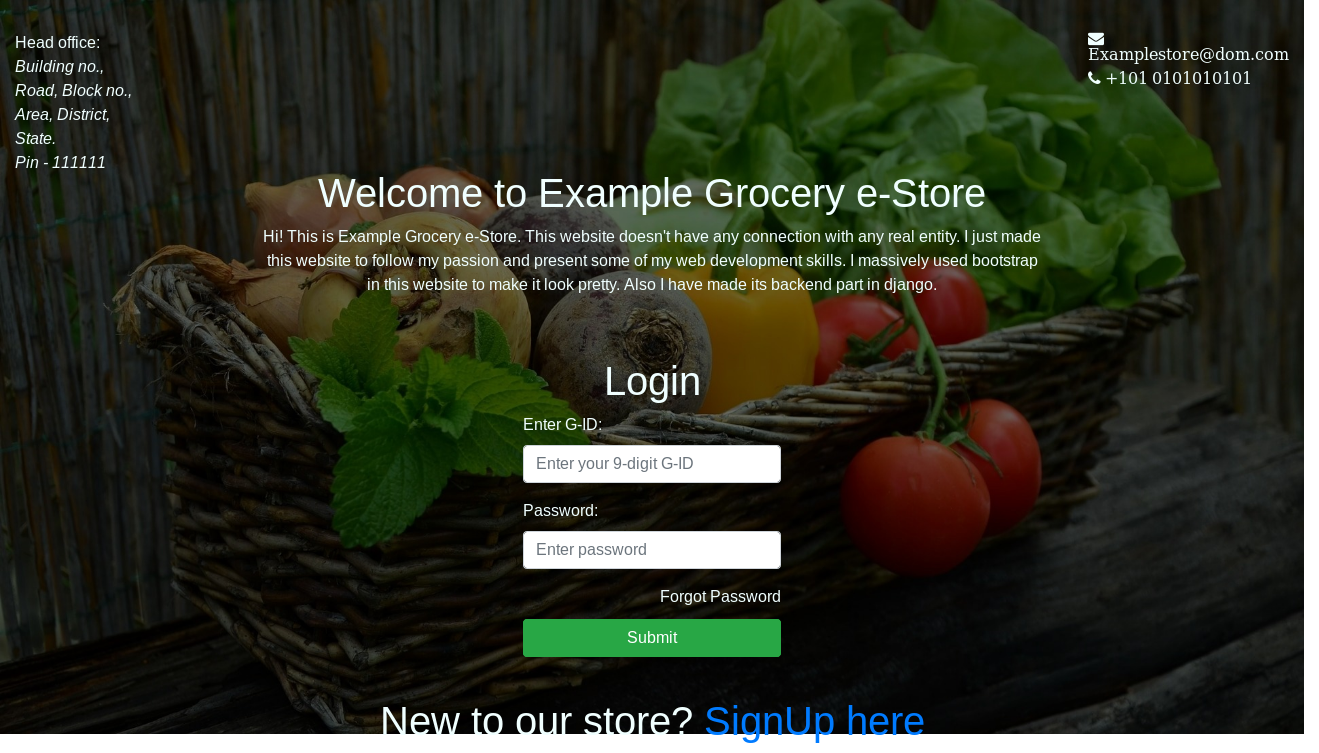 Head office:
Building no.,
Road, Block no.,
Area, District,
State.
Pin - 111111
Examplestore@dom.com
+101 0101010101
Welcome to Example Grocery e-Store
Hi! This is Example Grocery e-Store. This website doesn't have any connection with any real entity. I just made
this website to follow my passion and present some of my web development skills. I massively used bootstrap
in this website to make it look pretty. Also I have made its backend part in django.
Login
Enter G-ID:
Enter your 9-digit G-ID
Password:
Enter password
Forgot Password
Submit
New to our store? SignUp here